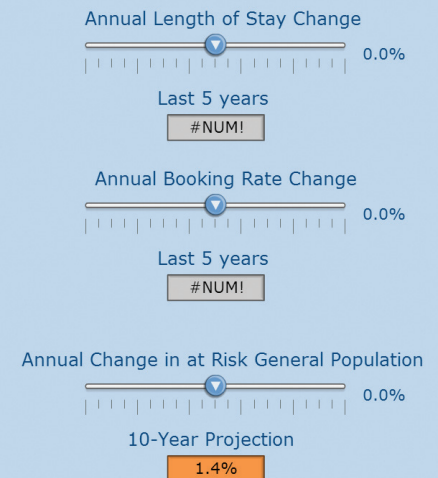 Annual Length of Stay Change
0.0%
Last 5 years
#NUM!
Annual Booking Rate Change
0.0%
Last 5 years
#NUM!
Annual Change in at Risk General Population
0.0%
10-Year Projection
1.4%